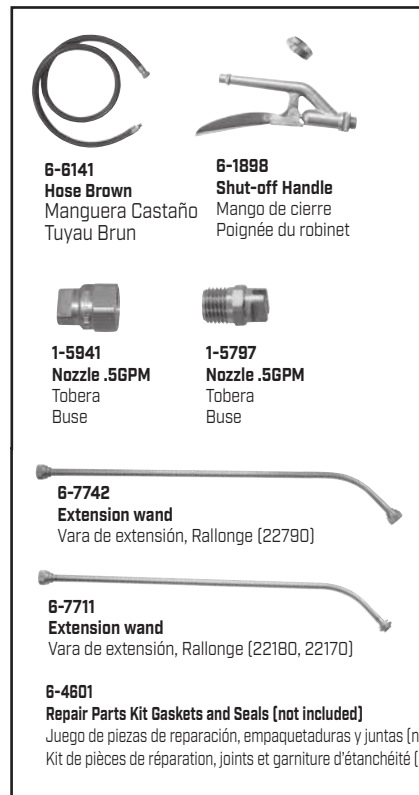 6-6141
Hose Brown
Manguera Castaño
Tuyau Brun
6-1898
Shut-off Handle
Mango de cierre
Poignée du robinet
1-5941
Nozzle .5GPM
Tobera
Buse
1-5797
Nozzle .5GPM
Tobera
Buse
6-7742
Extension wand
Vara de extensión, Rallonge (22790)
6-7711
Extension wand
Vara de extensión, Rallonge (22180, 22170)
6-4601
Repair Parts Kit Gaskets and Seals (not included)
Juego de piezas de reparación, empaquetaduras y juntas (n
Kit de pièces de réparation, joints et garniture d'étanchéité (